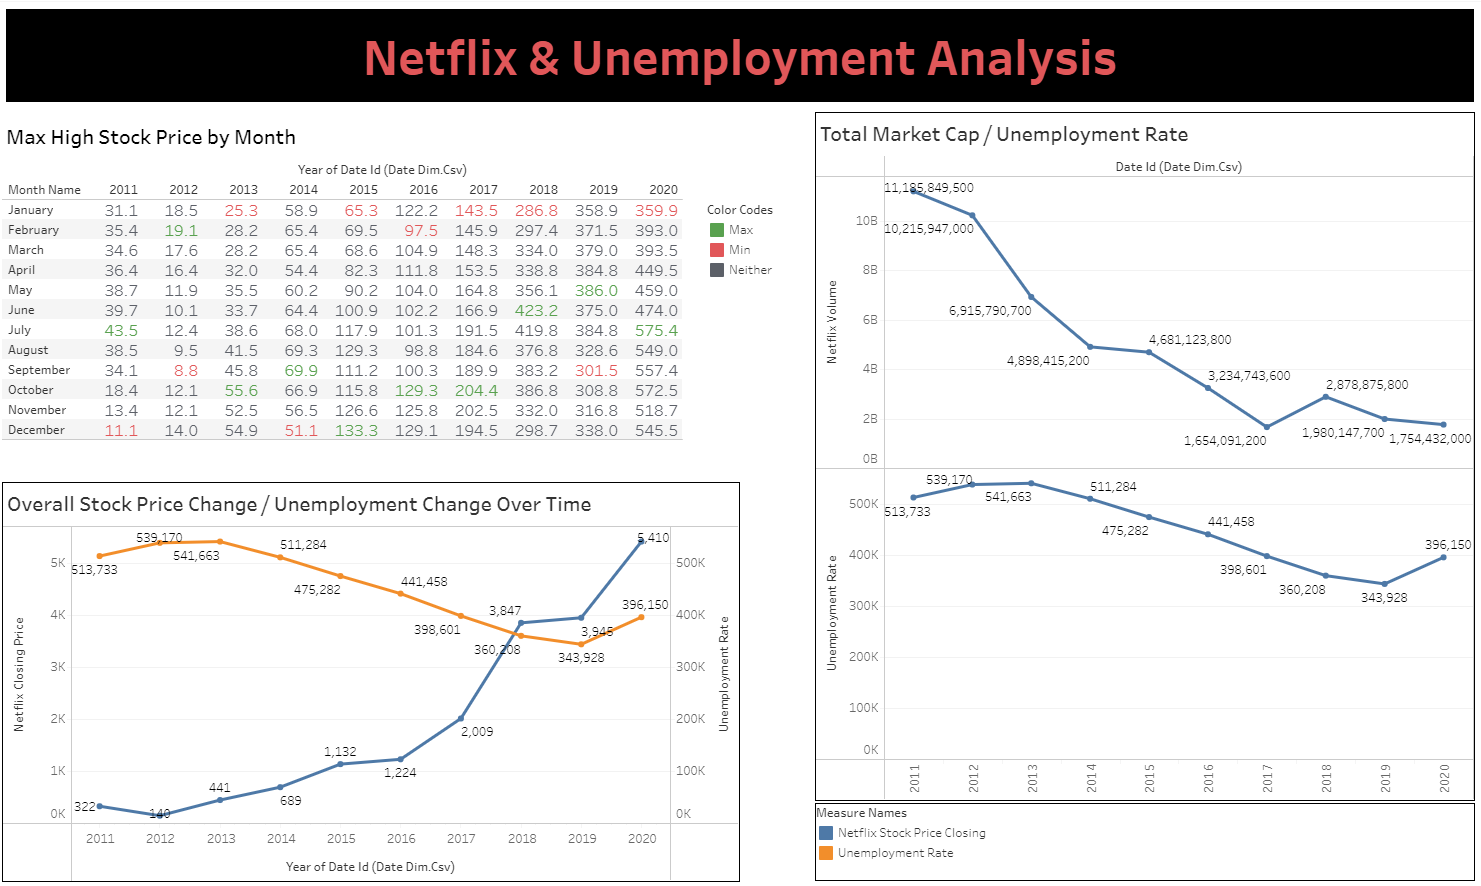 Netflix & Unemployment Analysis
Max High Stock Price by Month
Year of Date Id (Date Dim.Csv)
Month Name 2011 2012 2013 2014 2015 2016 2017 2018 2019 2020
January 31.1 18.5 25.3 58.9 65.3 122.2 143.5 286.8 358.9 359.9
February 35.4 19.1 28.2 65.4 69.5 97.5 145.9 297.4 371.5 393.0
March 34.6 17.6 28.2 65.4 68.6 104.9 148.3 334.0 379.0 393.5
April 36.4 16.4 32.0 54.4 82.3 111.8 153.5 338.8 384.8 449.5
May 38.7 11.9 35.5 60.2 90.2 104.0 164.8 356.1 386.0 459.0
June 39.7 10.1 33.7 64.4 100.9 102.2 166.9 423.2 375.0 474.0
July 43.5 12.4 38.6 68.0 117.9 101.3 191.5 419.8 384.8 575.4
August 38.5 9.5 41.5 69.3 129.3 98.8 184.6 376.8 328.6 549.0
September 34.1 8.8 45.8 69.9 111.2 100.3 189.9 383.2 301.5 557.4
October 18.4 12.1 55.6 66.9 115.8 129.3 204.4 386.8 308.8 572.5
November 13.4 12.1 52.5 56.5 126.6 125.8 202.5 332.0 316.8 518.7
December 11.1 14.0 54.9 51.1 133.3 129.1 194.5 298.7 338.0 545.5
Color Codes
Max
Min
Neither
Overall Stock Price Change / Unemployment Change Over Time
Netflix Closing Price
5K
4K
3K
2K
1K
0K
513,733
539,170
541,663
511,284
475,282
441,458
398,601
360,208
343,928
396,150
322
140
441
689
1,132
1,224
2,009
3,847
3,945
5,410
500K
400K
300K
200K
100K
0K
Unemployment Rate
2011 2012 2013 2014 2015 2016 2017 2018 2019 2020
Year of Date Id (Date Dim.Csv)
Total Market Cap / Unemployment Rate
Date Id (Date Dim.Csv)
Netflix Volume
10B
8B
6B
4B
2B
0B
11,185,849,500
10,215,947,000
6,915,790,700
4,898,415,200
4,681,123,800
3,234,743,600
1,654,091,200
2,878,875,800
1,980,147,700
1,754,432,000
Unemployment Rate
500K
400K
300K
200K
100K
0K
513,733
539,170
541,663
511,284
475,282
441,458
398,601
360,208
343,928
396,150
2011 2012 2013 2014 2015 2016 2017 2018 2019 2020
Measure Names
Netflix Stock Price Closing
Unemployment Rate